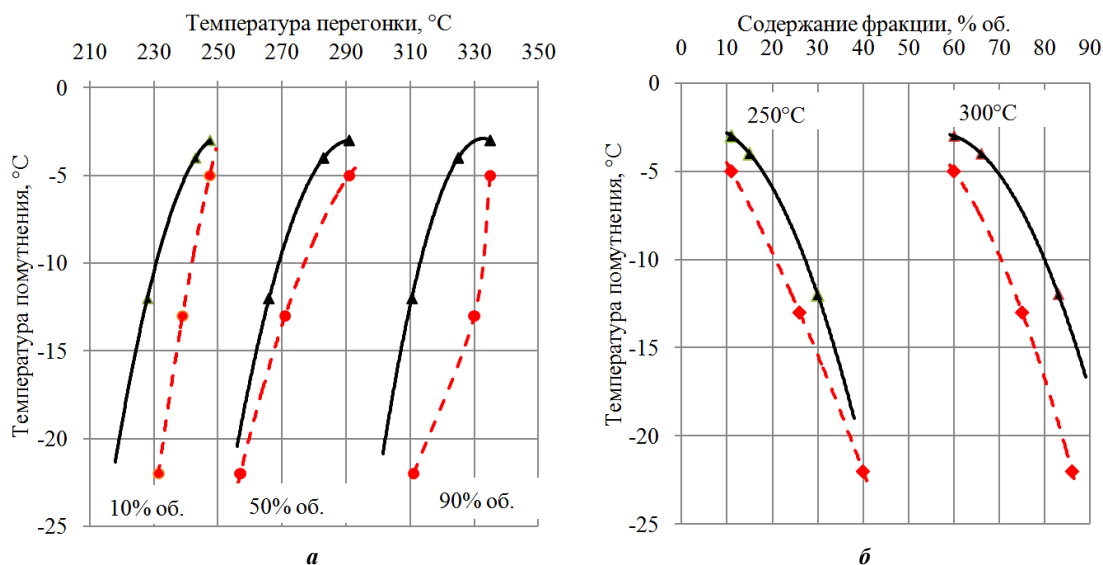 Температура перегонки, °С
210 230 250 270 290 310 330 350
0
-5
-10
-15
-20
-25
Температура помутнения, °С
10% об. 50% об. 90% об.
а
Содержание фракции, % об.
0 10 20 30 40 50 60 70 80 90
0
-5
-10
-15
-20
-25
Температура помутнения, °С
250°С 300°С
б